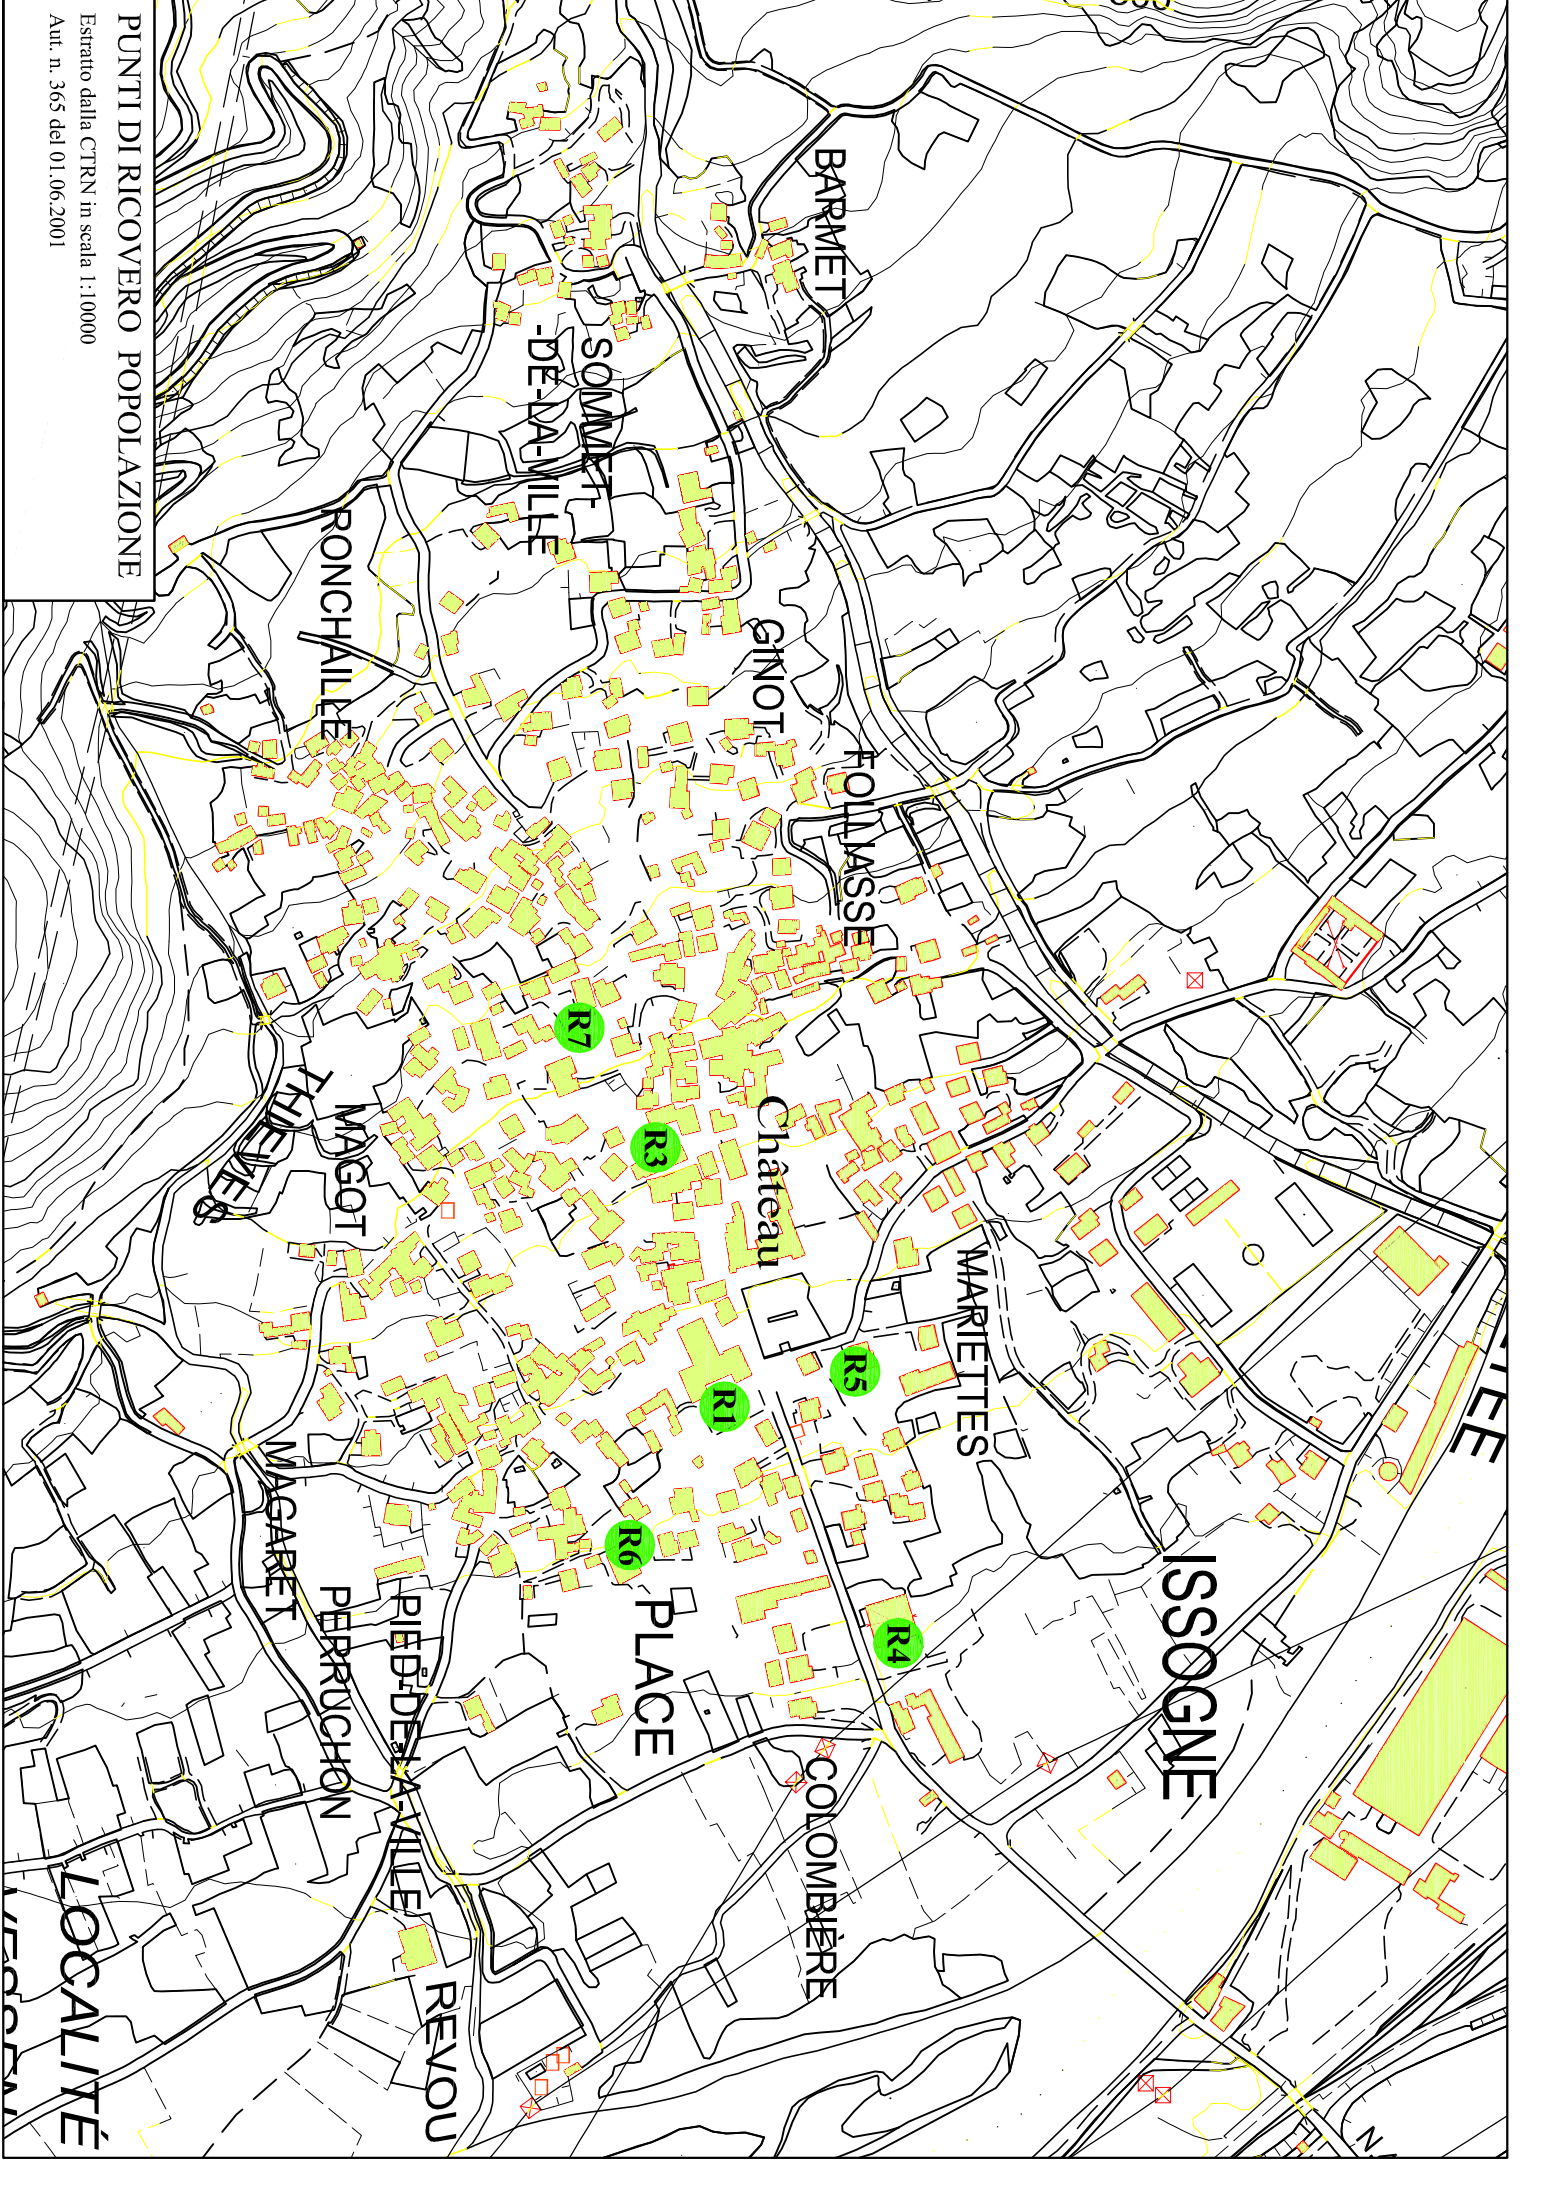 PUNTI DI RICOVERO POPOLAZIONE
Estratto dalla CTRN in scala 1:10000
Aut. n. 365 del 01.06.2001
BARMET
SOMMET-
-DE-LA-VILLE
RONCHAILLE
GINOT
FOLLIASSE
R7
R3
Château
MAGOT
MARIETTES
R5
R1
R6
R4
ISSOGNE
PLACE
MAGARET
PERRUCHON
PIED-DE-LA-VILLE
COLOMBIÈRE
REVOU
LOCALITÉ